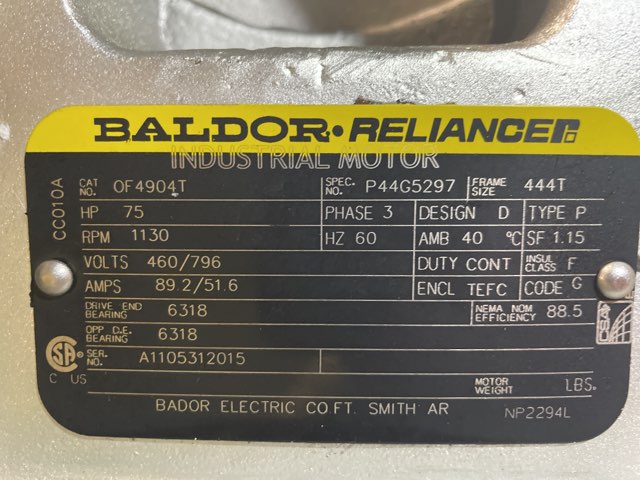 BALDOR•RELIANCE
INDUSTRIAL MOTOR
CC010A
CAT. NO. OF4904T SPEC. NO. P44G5297 FRAME SIZE 444T
HP 75 PHASE 3 DESIGN D TYPE P
RPM 1130 HZ 60 AMB 40 °C SF 1.15
VOLTS 460/796 DUTY CONT INSUL CLASS F
AMPS 89.2/51.6 ENCL TEFC CODE G
DRIVE END BEARING 6318 NEMA NOM EFFICIENCY 88.5
OPP D.E. BEARING 6318
SER. NO. A1105312015
SA ®
C US
CEA
MOTOR WEIGHT LBS.
BADOR ELECTRIC CO FT. SMITH AR NP2294L